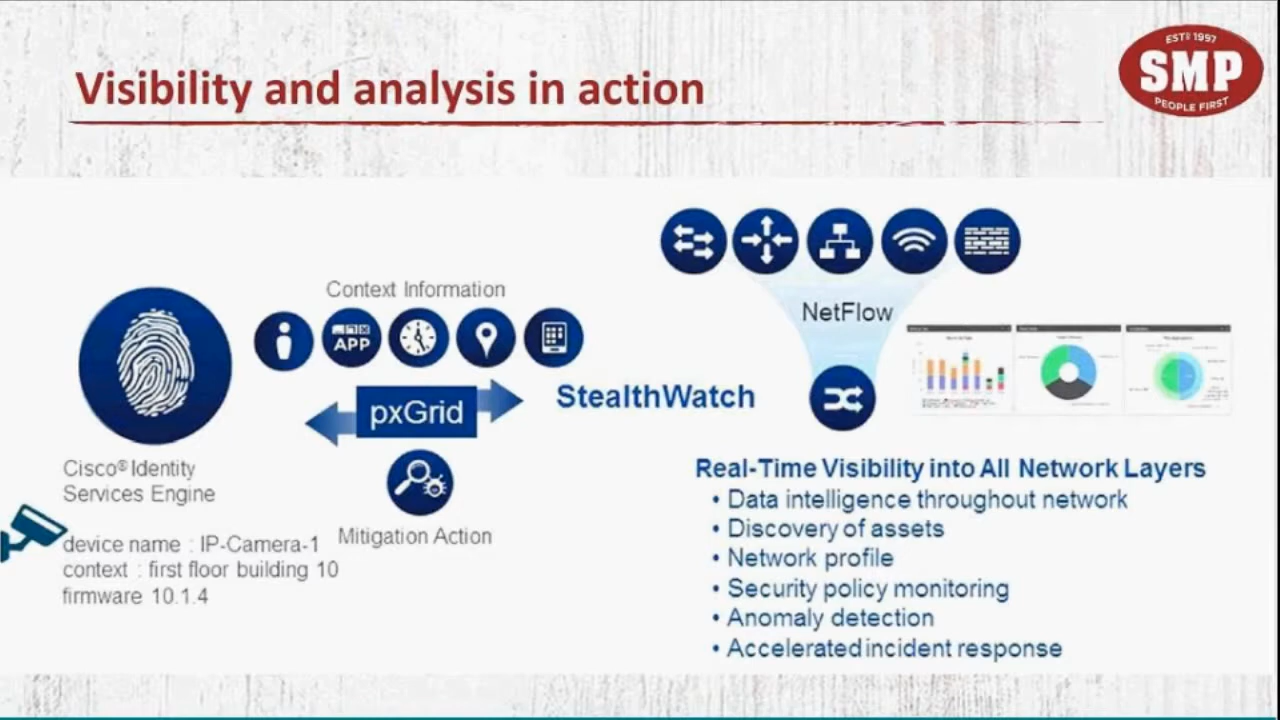 Visibility and analysis in action
EST® 1997
SMP
PEOPLE FIRST
Context Information
APP
pxGrid
Mitigation Action
Cisco® Identity
Services Engine
device name : IP-Camera-1
context : first floor building 10
firmware 10.1.4
StealthWatch
NetFlow
Real-Time Visibility into All Network Layers
• Data intelligence throughout network
• Discovery of assets
• Network profile
• Security policy monitoring
• Anomaly detection
• Accelerated incident response